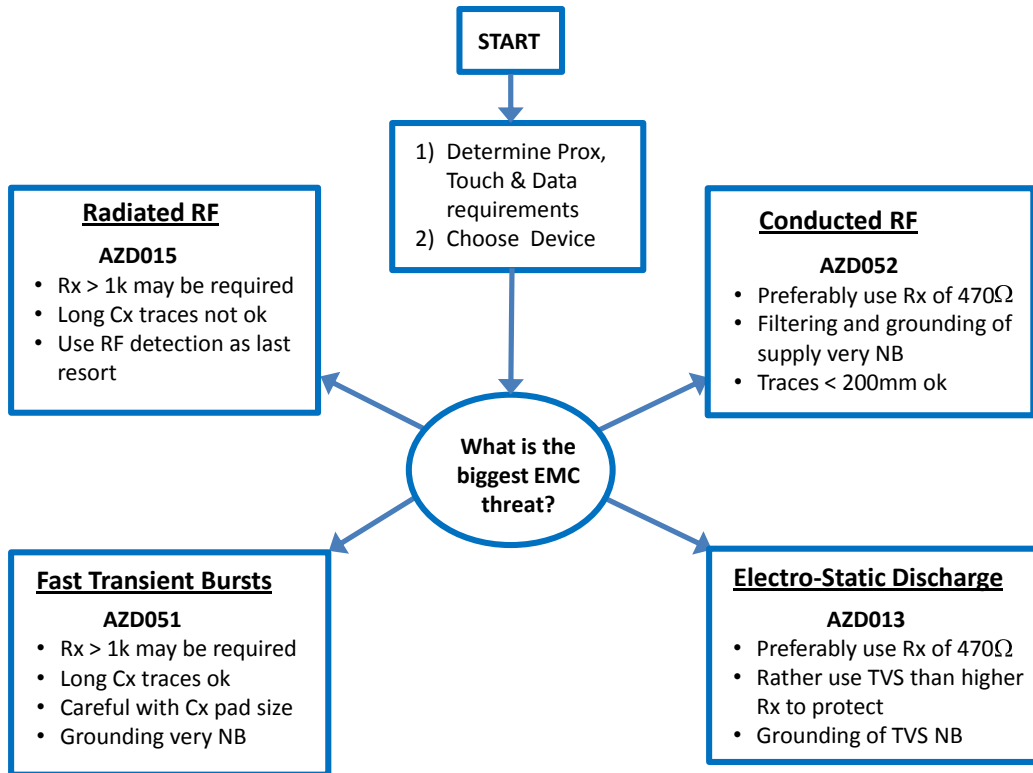 START
1) Determine Prox,
Touch & Data
requirements
2) Choose Device
Radiated RF
AZD015
• Rx > 1k may be required
• Long Cx traces not ok
• Use RF detection as last
resort
Conducted RF
AZD052
• Preferably use Rx of 470Ω
• Filtering and grounding of
supply very NB
• Traces < 200mm ok
What is the
biggest EMC
threat?
Fast Transient Bursts
AZD051
• Rx > 1k may be required
• Long Cx traces ok
• Careful with Cx pad size
• Grounding very NB
Electro-Static Discharge
AZD013
• Preferably use Rx of 470Ω
• Rather use TVS than higher
Rx to protect
• Grounding of TVS NB